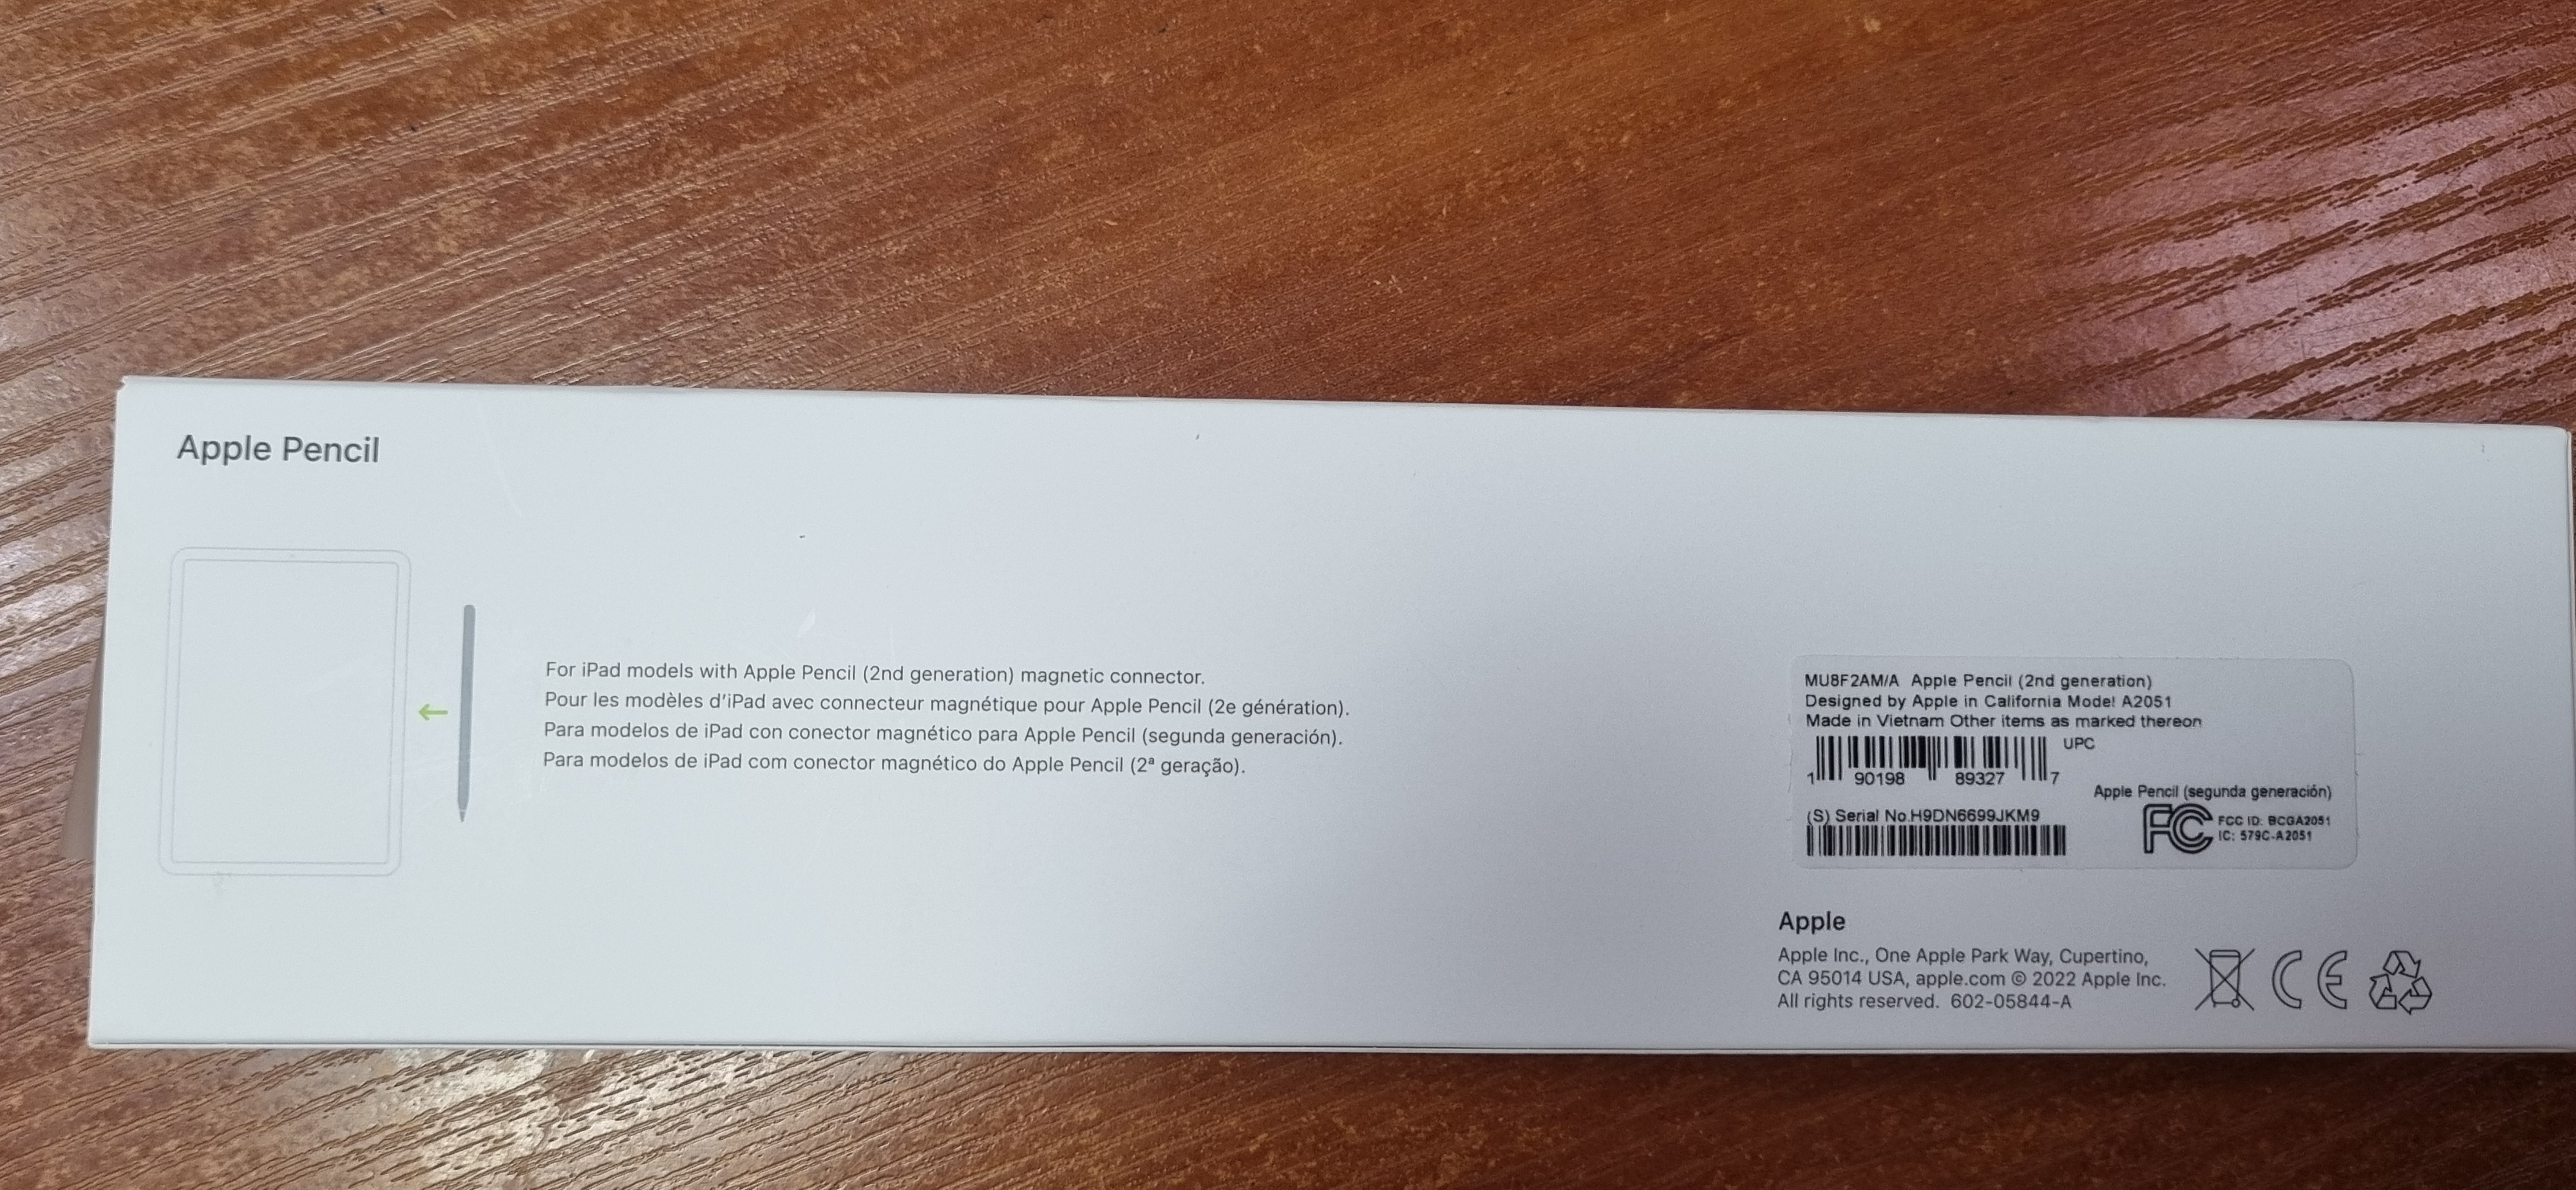 Apple Pencil
For iPad models with Apple Pencil (2nd generation) magnetic connector.
Pour les modèles d'iPad avec connecteur magnétique pour Apple Pencil (2e génération).
Para modelos de iPad con conector magnético para Apple Pencil (segunda generación).
Para modelos de iPad com conector magnético do Apple Pencil (2ª geração).
MU8F2AM/A Apple Pencil (2nd generation)
Designed by Apple in California Model A2051
Made in Vietnam Other items as marked thereon
UPC
1 90198 89327 7
Apple Pencil (segunda generación)
(S) Serial No.H9DN6699JKM9
FC FCC ID: BCGA2051
IC: 579C-A2051
Apple
Apple Inc., One Apple Park Way, Cupertino,
CA 95014 USA, apple.com © 2022 Apple Inc.
All rights reserved. 602-05844-A
CE